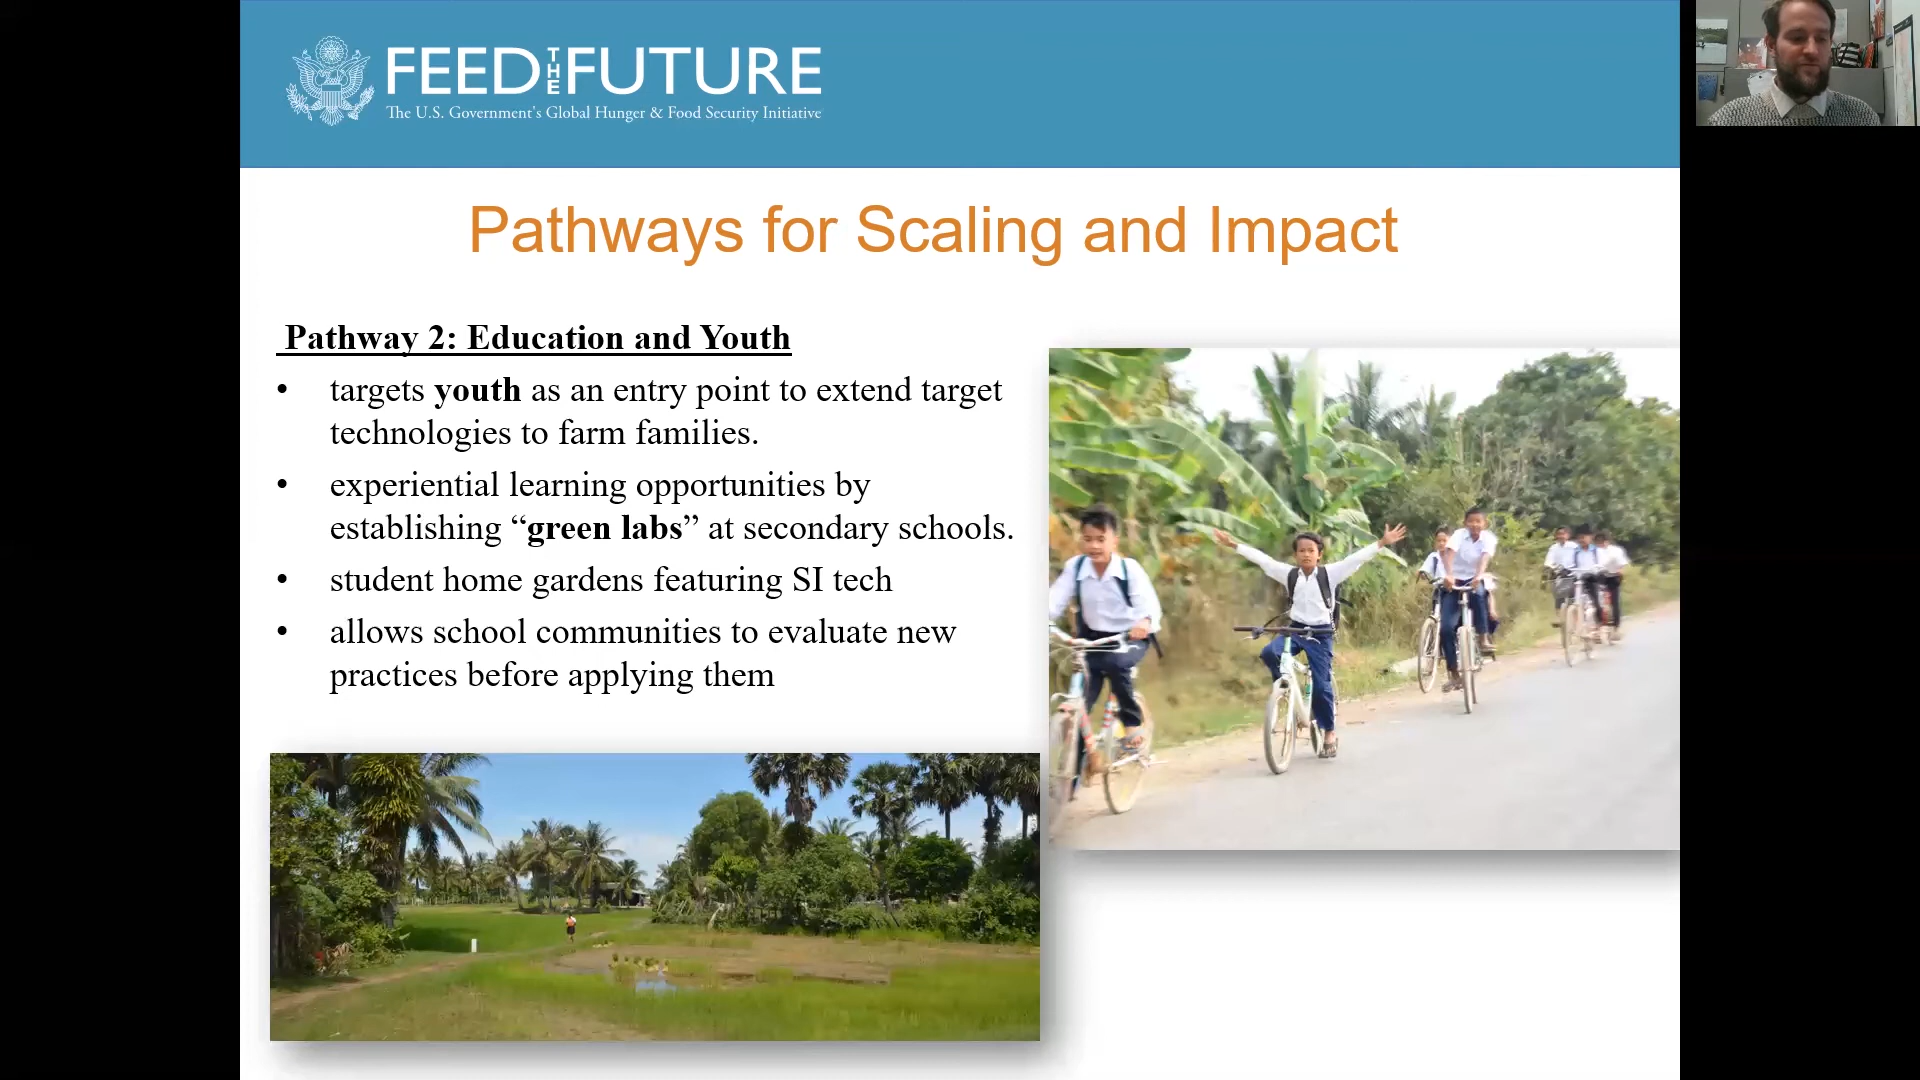 FEED THE FUTURE
The U.S. Government's Global Hunger & Food Security Initiative
Pathways for Scaling and Impact
Pathway 2: Education and Youth
• targets youth as an entry point to extend target
technologies to farm families.
• experiential learning opportunities by
establishing “green labs” at secondary schools.
• student home gardens featuring SI tech
• allows school communities to evaluate new
practices before applying them